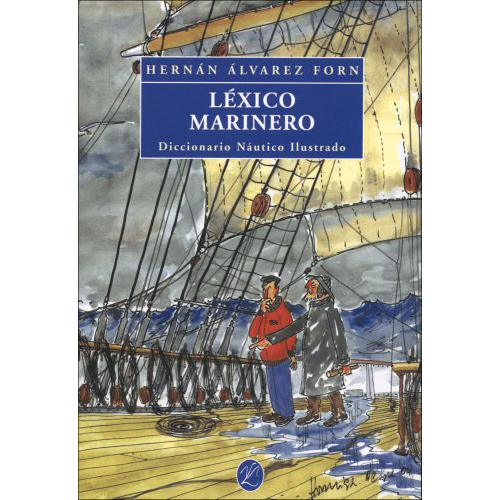 HERNÁN ÁLVAREZ FORN
LÉXICO
MARINERO
Diccionario Náutico Ilustrado